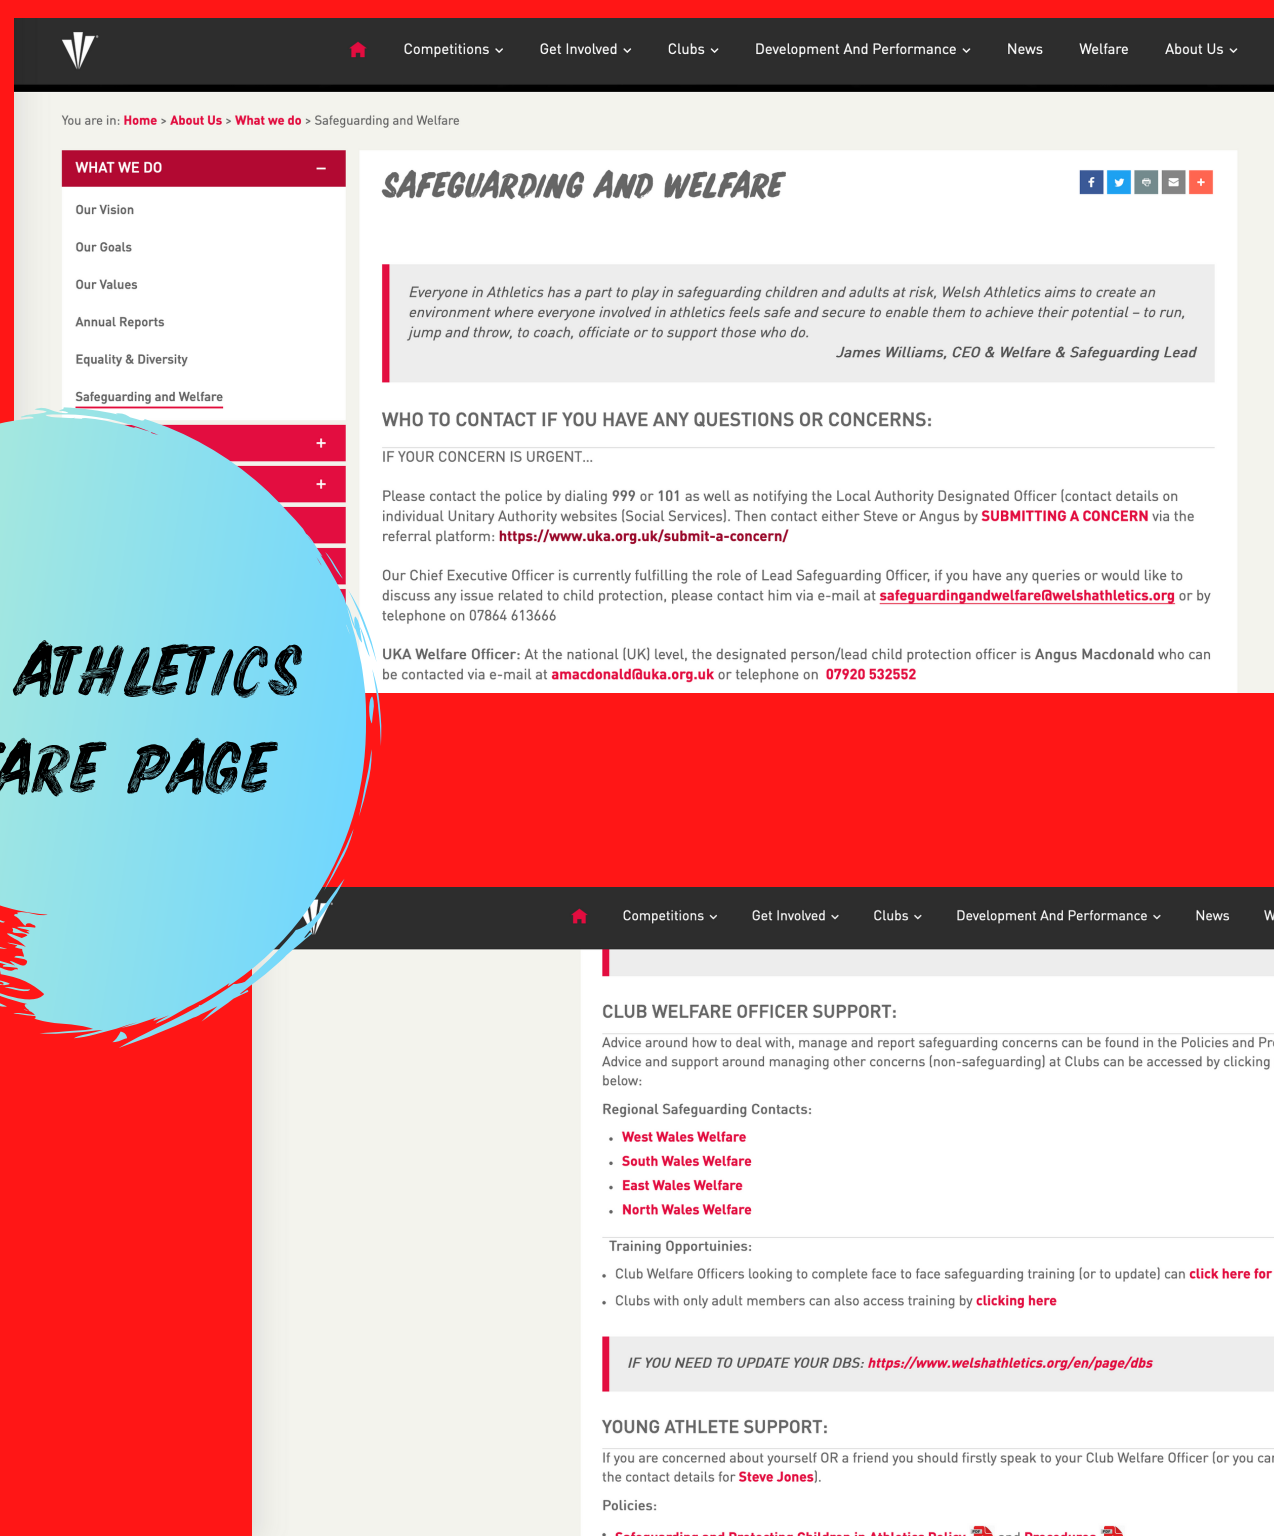 Competitions
Get Involved
Clubs
Development And Performance
News
Welfare
About Us
You are in: Home > About Us > What we do > Safeguarding and Welfare
WHAT WE DO
Our Vision
Our Goals
Our Values
Annual Reports
Equality & Diversity
Safeguarding and Welfare
SAFEGUARDING AND WELFARE
Everyone in Athletics has a part to play in safeguarding children and adults at risk, Welsh Athletics aims to create an
environment where everyone involved in athletics feels safe and secure to enable them to achieve their potential – to run,
jump and throw, to coach, officiate or to support those who do.
James Williams, CEO & Welfare & Safeguarding Lead
WHO TO CONTACT IF YOU HAVE ANY QUESTIONS OR CONCERNS:
IF YOUR CONCERN IS URGENT...
Please contact the police by dialing 999 or 101 as well as notifying the Local Authority Designated Officer (contact details on
individual Unitary Authority websites (Social Services). Then contact either Steve or Angus by SUBMITTING A CONCERN via the
referral platform: https://www.uka.org.uk/submit-a-concern/
Our Chief Executive Officer is currently fulfilling the role of Lead Safeguarding Officer, if you have any queries or would like to
discuss any issue related to child protection, please contact him via e-mail at safeguardingandwelfare@welshathletics.org or by
telephone on 07864 613666
UKA Welfare Officer: At the national (UK) level, the designated person/lead child protection officer is Angus Macdonald who can
be contacted via e-mail at amacdonald@uka.org.uk or telephone on 07920 532552
ATHLETICS
ARE PAGE
Competitions
Get Involved
Clubs
Development And Performance
News
W
CLUB WELFARE OFFICER SUPPORT:
Advice around how to deal with, manage and report safeguarding concerns can be found in the Policies and Pr
Advice and support around managing other concerns (non-safeguarding) at Clubs can be accessed by clicking
below:
Regional Safeguarding Contacts:
• West Wales Welfare
• South Wales Welfare
• East Wales Welfare
• North Wales Welfare
Training Opportuinies:
• Club Welfare Officers looking to complete face to face safeguarding training (or to update) can click here for
• Clubs with only adult members can also access training by clicking here
IF YOU NEED TO UPDATE YOUR DBS: https://www.welshathletics.org/en/page/dbs
YOUNG ATHLETE SUPPORT:
If you are concerned about yourself OR a friend you should firstly speak to your Club Welfare Officer (or you can
the contact details for Steve Jones).
Policies:
• Safeguarding and Protecting Children in Athletics Policy and Procedures